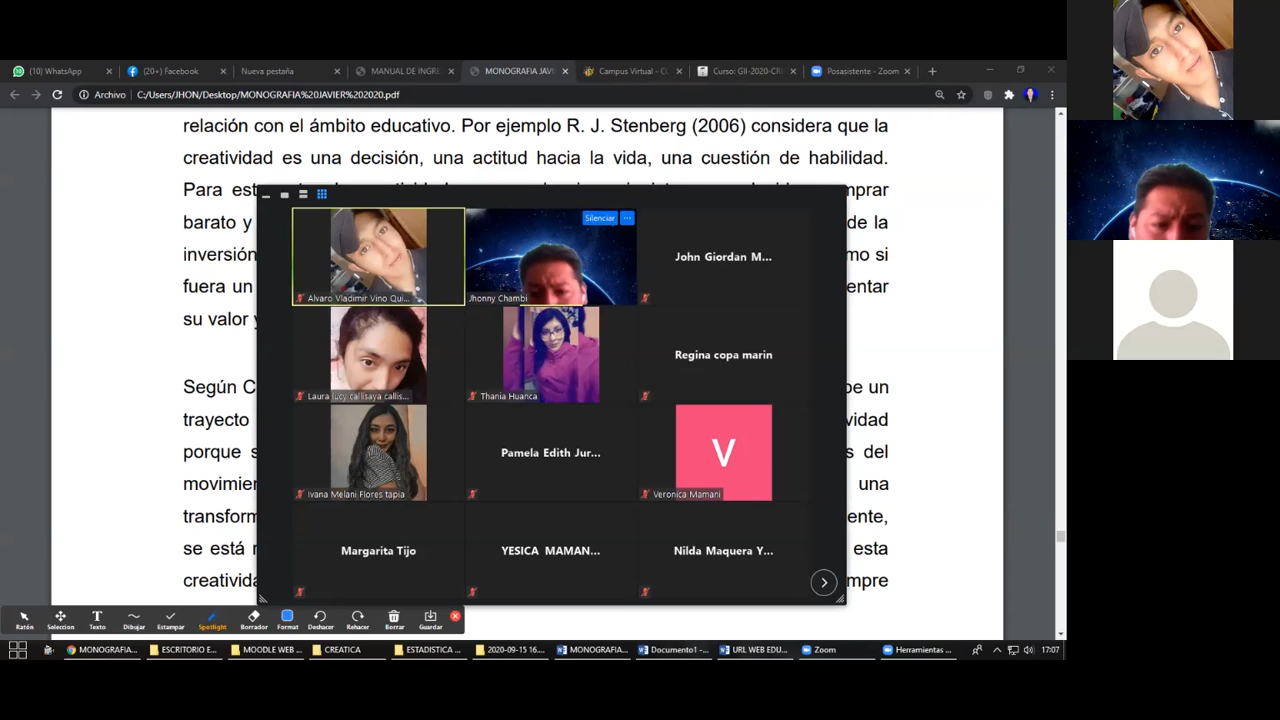 (10) WhatsApp
(20+) Facebook
Nueva pestaña
MANUAL DE INGRE
MONOGRAFIA JAV
Campus Virtual - C
Curso: GII-2020-CR
Posasistente - Zoom
Archivo
C:/Users/JHON/Desktop/MONOGRAFIA%20JAVIER%202020.pdf
relación con el ámbito educativo. Por ejemplo R. J. Stenberg (2006) considera que la
creatividad es una decisión, una actitud hacia la vida, una cuestión de habilidad.
Para est
mprar
barato y
de la
inversión
mo si
fuera un
entar
su valor y
Según C
be un
trayecto
vidad
porque s
s del
movimien
una
transform
ente,
se está
esta
creativida
mpre
Silenciar
Alvaro Vladimir Vino Qui...
Jhonny Chambi
John Giordan M...
Laura lucy callisaya callis...
Thania Huanca
Regina copa marin
Ivana Melani Flores tapia
Pamela Edith Jur...
V
Veronica Mamani
Margarita Tijo
YESICA MAMAN...
Nilda Maquera Y...
Ratón
Seleccion
Texto
Dibujar
Estampar
Spotlight
Borrador
Format
Deshacer
Rehacer
Borrar
Guardar
MONOGRAFIA...
ESCRITORIO E...
MOODLE WEB ...
CREATICA
ESTADISTICA ...
2020-09-15 16....
MONOGRAFIA...
Documento1 -...
URL WEB EDU...
Zoom
Herramientas ...
17:07